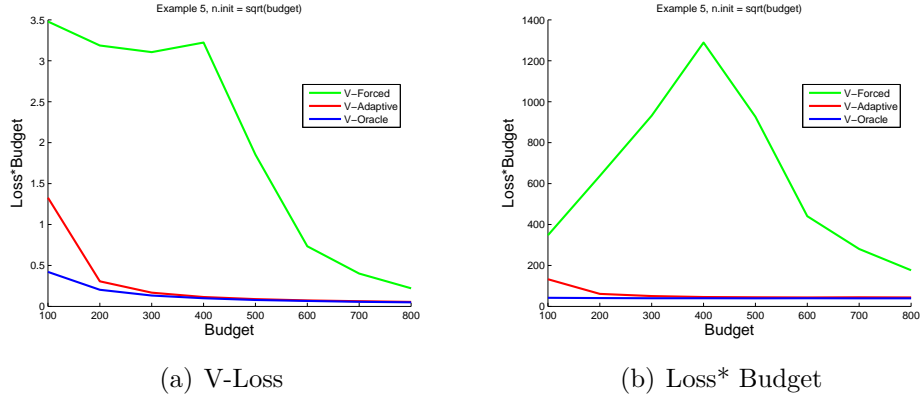 Example 5, n.init = sqrt(budget)
3.5
3
2.5
2
1.5
1
0.5
0
Loss*Budget
100 200 300 400 500 600 700 800
Budget
V-Forced
V-Adaptive
V-Oracle
(a) V-Loss
Example 5, n.init = sqrt(budget)
1400
1200
1000
800
600
400
200
0
Loss*Budget
100 200 300 400 500 600 700 800
Budget
V-Forced
V-Adaptive
V-Oracle
(b) Loss* Budget